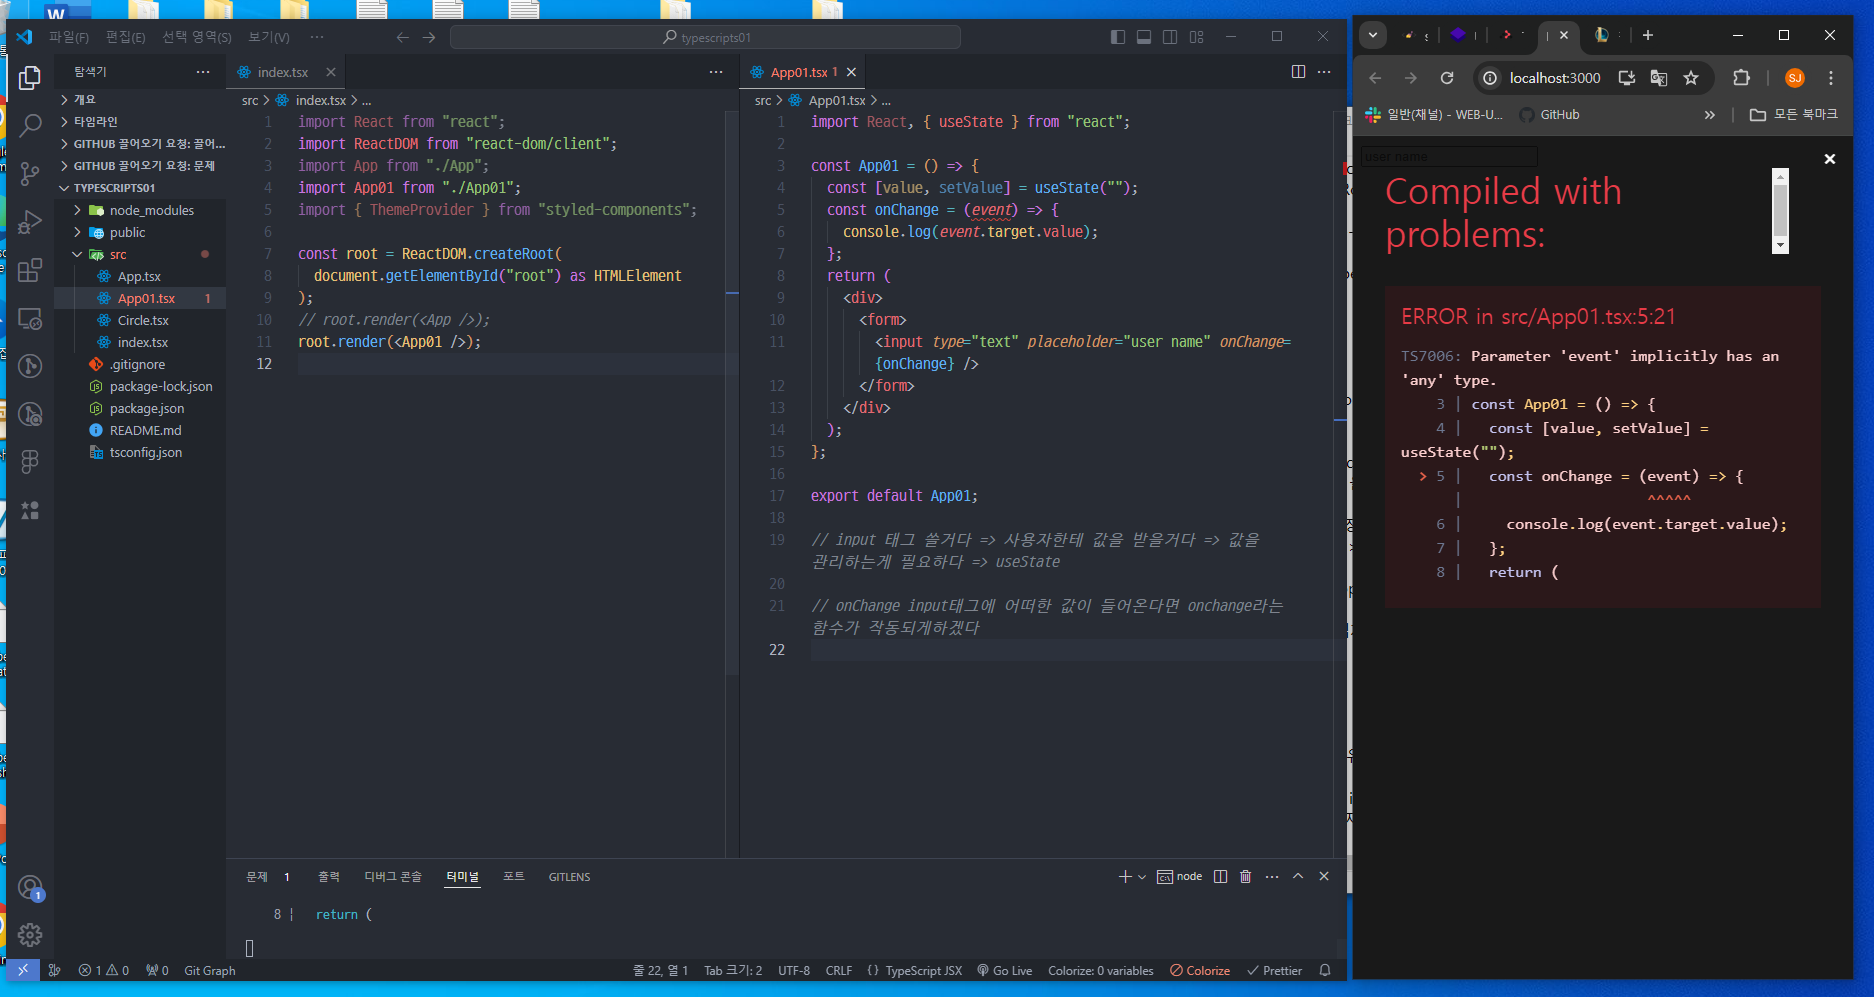 파일(F) 편집(E) 선택 영역(S) 보기(V) ···
typescripts01
탐색기
개요
타임라인
GITHUB 끌어오기 요청: 끌어...
GITHUB 끌어오기 요청: 문제
TYPESCRIPTS01
node_modules
public
src
App.tsx
App01.tsx 1
Circle.tsx
index.tsx
.gitignore
package-lock.json
package.json
README.md
tsconfig.json
index.tsx
src > index.tsx > ...
1 import React from "react";
2 import ReactDOM from "react-dom/client";
3 import App from "./App";
4 import App01 from "./App01";
5 import { ThemeProvider } from "styled-components";
6
7 const root = ReactDOM.createRoot(
8 document.getElementById("root") as HTMLElement
9 );
10 // root.render(<App />);
11 root.render(<App01 />);
12
App01.tsx 1
src > App01.tsx > ...
1 import React, { useState } from "react";
2
3 const App01 = () => {
4 const [value, setValue] = useState("");
5 const onChange = (event) => {
6 console.log(event.target.value);
7 };
8 return (
9 <div>
10 <form>
11 <input type="text" placeholder="user name" onChange=
{onChange} />
12 </form>
13 </div>
14 );
15 };
16
17 export default App01;
18
19 // input 태그 쓸거다 => 사용자한테 값을 받을거다 => 값을
관리하는게 필요하다 => useState
20
21 // onChange input태그에 어떠한 값이 들어온다면 onchange라는
함수가 작동되게하겠다
22
문제 1 출력 디버그 콘솔 터미널 포트 GITLENS
node
8 | return (
1 0 0 Git Graph
줄 22, 열 1 Tab 크기: 2 UTF-8 CRLF {} TypeScript JSX Go Live Colorize: 0 variables Colorize Prettier
1
localhost:3000
SJ
일반(채널) - WEB-U... GitHub » 모든 북마크
user name
Compiled with
problems:
ERROR in src/App01.tsx:5:21
TS7006: Parameter 'event' implicitly has an
'any' type.
3 | const App01 = () => {
4 | const [value, setValue] =
useState("");
> 5 | const onChange = (event) => {
| ^^^^^
6 | console.log(event.target.value);
7 | };
8 | return (